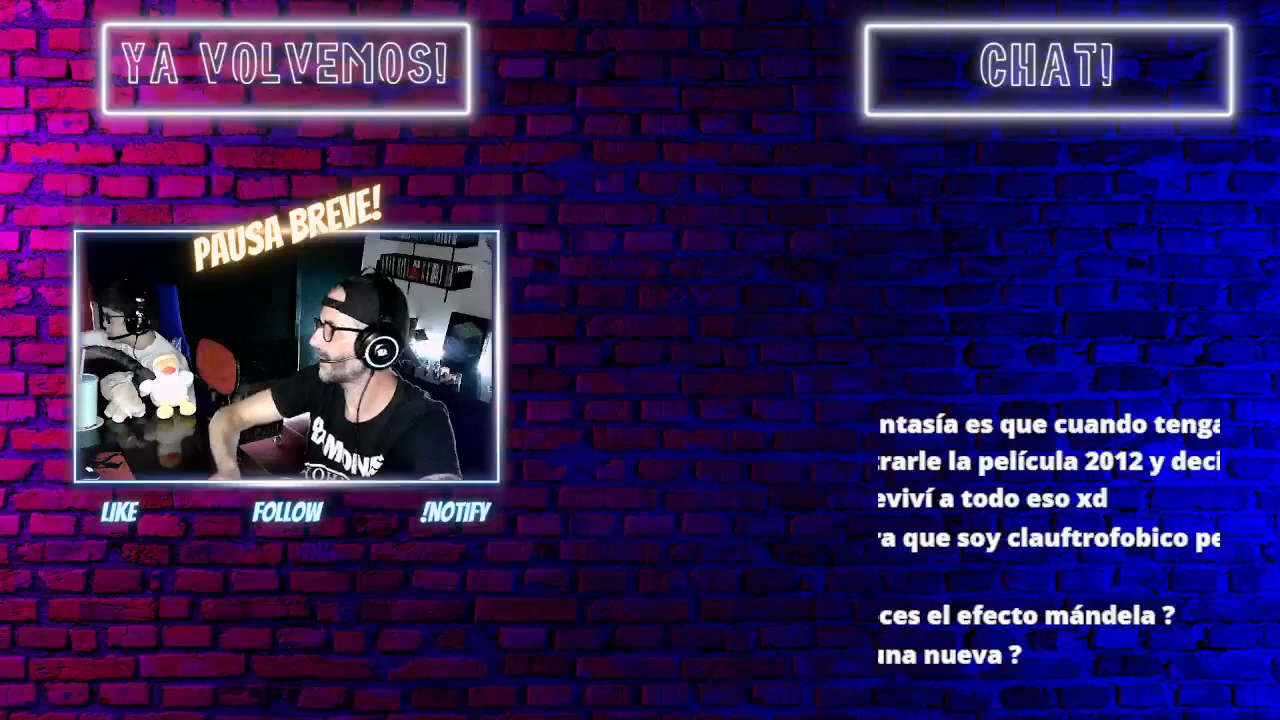 YA VOLVEMOS!
CHAT!
PAUSA BREVE!
LIKE
FOLLOW
!NOTIFY
ntasía es que cuando tenga
rarle la película 2012 y deci
eviví a todo eso xd
a que soy clauftrofobico pe
ces el efecto mándela ?
una nueva ?